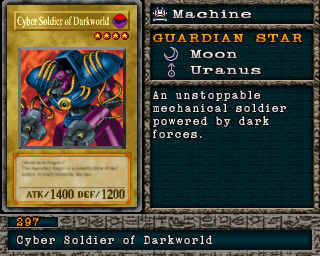 Cyber Soldier of Darkworld
ATK/1400 DEF/1200
Machine
GUARDIAN STAR
Moon
Uranus
An unstoppable
mechanical soldier
powered by dark
forces.
297
Cyber Soldier of Darkworld